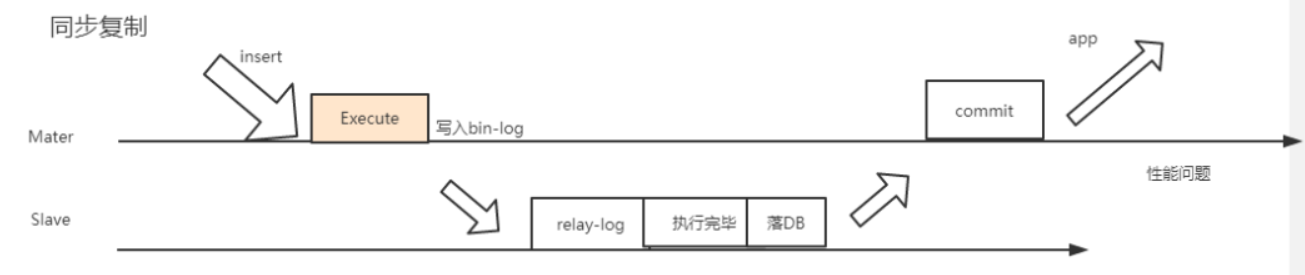 同步复制
insert
app
Execute
写入bin-log
commit
Mater
性能问题
Slave
relay-log
执行完毕
落DB